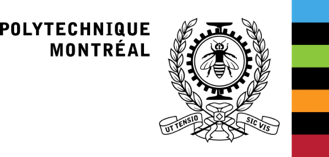 POLYTECHNIQUE
MONTRÉAL
UT TENSIO SIC VIS